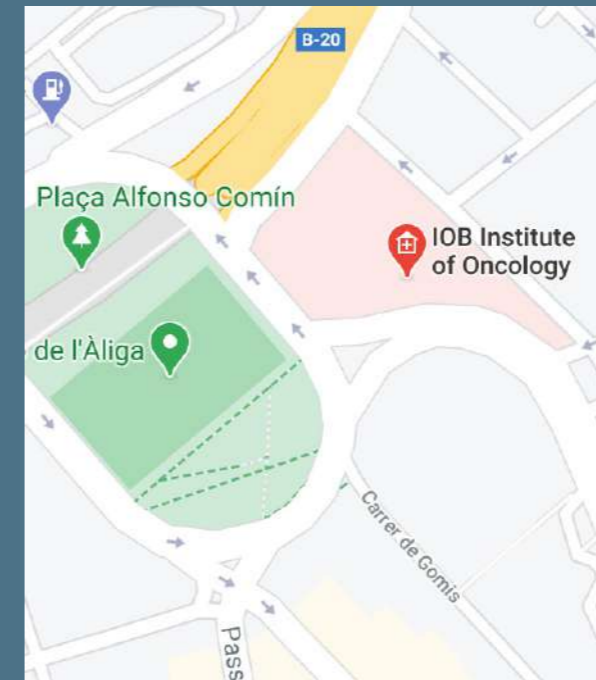 B-20
Plaça Alfonso Comín
IOB Institute
of Oncology
de l'Àliga
Carrer de Gomis
Pass